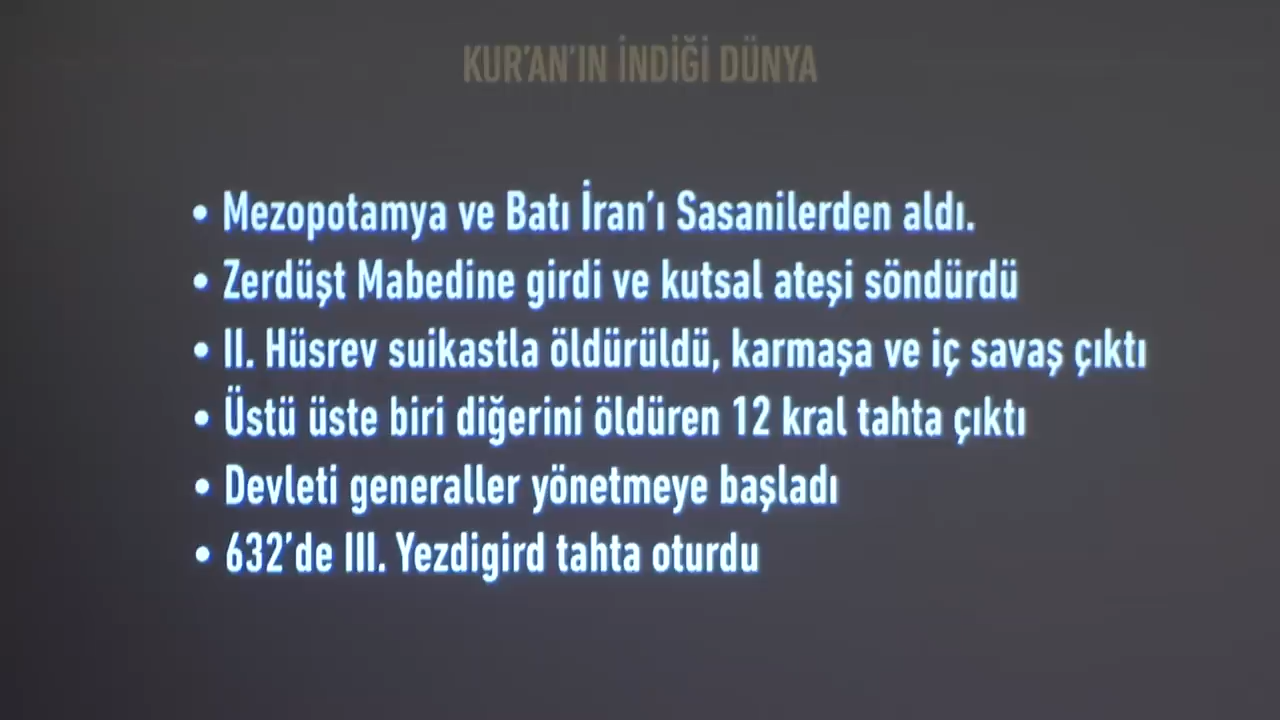 KUR'AN'IN İNDİĞİ DÜNYA
• Mezopotamya ve Batı İran'ı Sasanilerden aldı.
• Zerdüşt Mabedine girdi ve kutsal ateşi söndürdü
• II. Hüsrev suikastla öldürüldü, karmaşa ve iç savaş çıktı
• Üstü üste biri diğerini öldüren 12 kral tahta çıktı
• Devleti generaller yönetmeye başladı
• 632'de III. Yezdigird tahta oturdu